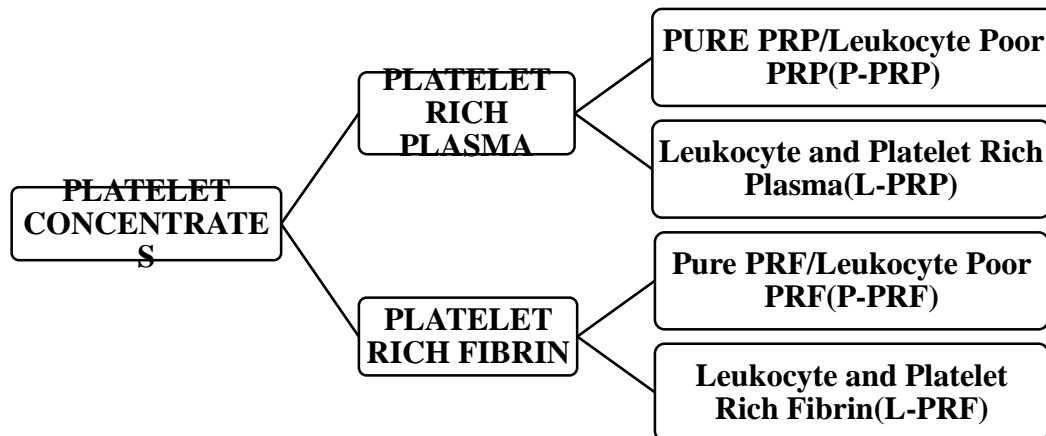 PLATELET
CONCENTRATE
S
PLATELET
RICH
PLASMA
PURE PRP/Leukocyte Poor
PRP(P-PRP)
Leukocyte and Platelet Rich
Plasma(L-PRP)
PLATELET
RICH FIBRIN
Pure PRF/Leukocyte Poor
PRF(P-PRF)
Leukocyte and Platelet
Rich Fibrin(L-PRF)